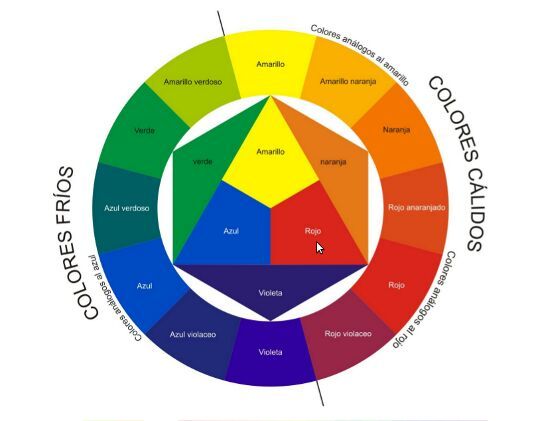 Colores análogos al amarillo
COLORES CÁLIDOS
Amarillo
Amarillo verdoso
Amarillo naranja
Verde
Naranja
Amarillo
verde
naranja
COLORES FRÍOS
Azul verdoso
Rojo anaranjado
Azul
Rojo
Colores análogos al azul
Colores análogos al rojo
Azul
Rojo
Violeta
Azul violaceo
Rojo violaceo
Violeta